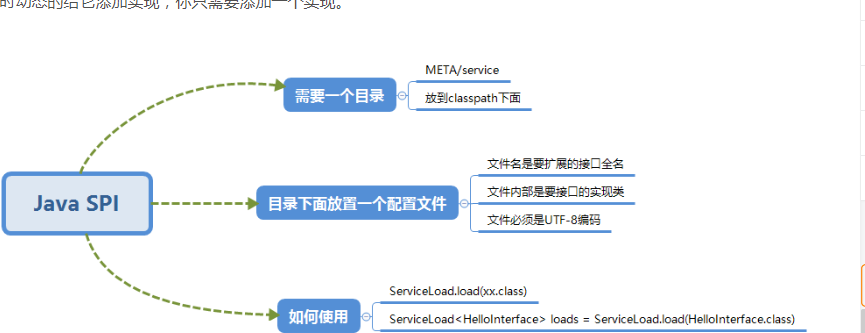 时动态的给它添加实现，你只需要添加一个实现。
META/service
需要一个目录
放到classpath下面
文件名是要扩展的接口全名
Java SPI
目录下面放置一个配置文件
文件内部是要接口的实现类
文件必须是UTF-8编码
ServiceLoad.load(xx.class)
如何使用
ServiceLoad<HelloInterface> loads = ServiceLoad.load(HelloInterface.class)